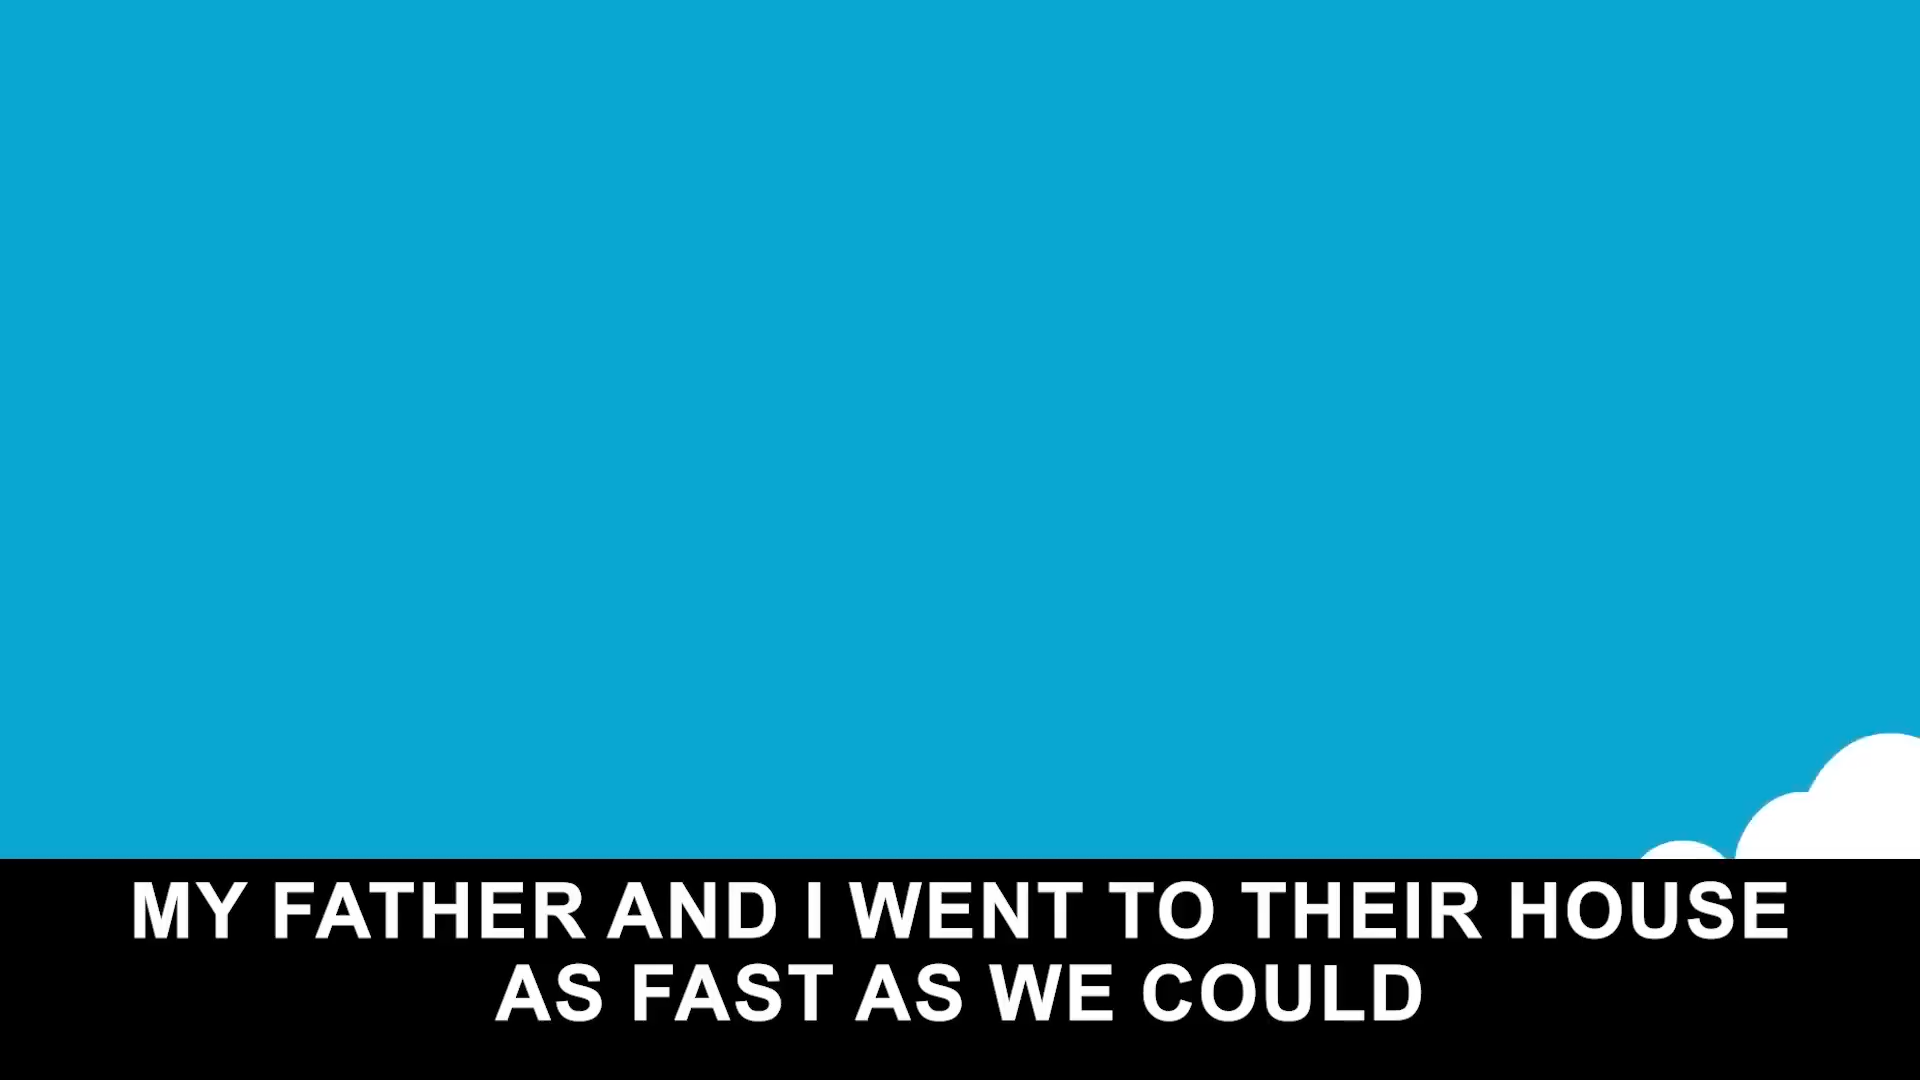 MY FATHER AND I WENT TO THEIR HOUSE
AS FAST AS WE COULD